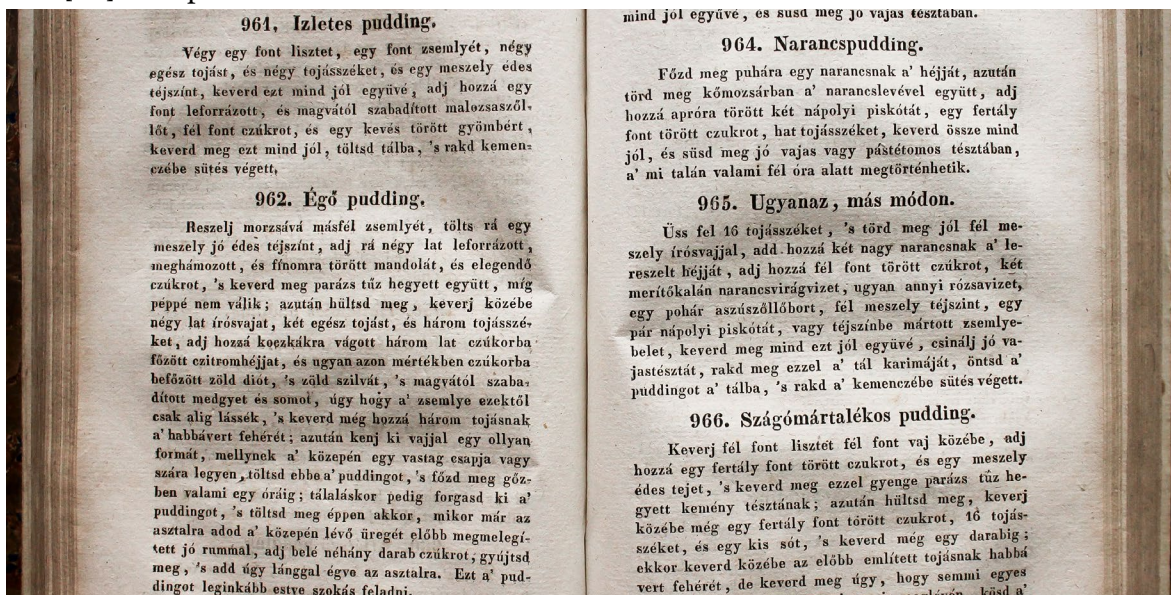 961. Izletes pudding.
Végy egy font lisztet, egy font zsemlyét, négy
egész tojást, és négy tojásszéket, és egy meszely édes
téjszínt, keverd ezt mind jól együvé, adj hozzá egy
font leforrázott, és magvától szabadított malozsaszől-
lőt, fél font czúkrot, és egy kevés törött gyömbért,
keverd meg ezt mind jól, töltsd tálba, 's rakd kemen-
czébe sütés végett.
962. Égő pudding.
Reszelj morzsává másfél zsemlyét, tölts rá egy
meszely jó édes téjszínt, adj rá négy lat leforrázott,
meghámozott, és fínomra törött mandolát, és elegendő
czúkrot, 's keverd meg parázs tűz hegyett együtt, míg
péppé nem válik; azután hültsd meg, keverj közébe
négy lat írósvajat, két egész tojást, és három tojásszé-
ket, adj hozzá koczkákra vágott három lat czúkorba
főzött czitromhéjjat, és ugyan azon mértékben czúkorba
befőzött zöld diót, 's zöld szilvát, 's magvától szaba-
dított medgyet és somot, úgy hogy a' zsemlye ezektől
csak alig lássék, 's keverd még hozzá három tojásnak
a' habbávert fehérét; azután kenj ki vajjal egy ollyan
formát, mellynek a' közepén egy vastag csapja vagy
szára legyen, töltsd ebbe a' puddingot, 's főzd meg gőz-
ben valami egy óráig; tálaláskor pedig forgasd ki a'
puddingot, 's töltsd meg éppen akkor, mikor már az
asztalra adod a' közepén lévő üregét előbb megmelegí-
tett jó rummal, adj belé néhány darab czúkrot, gyújtsd
meg, 's add úgy lánggal égve az asztalra. Ezt a' pud-
dingot leginkább estve szokás feladni.
mind jól együvé, és süsd meg jó vajas tésztában.
964. Narancspudding.
Főzd meg puhára egy narancsnak a' héjját, azután
törd meg kőmozsárban a' narancslevével együtt, adj
hozzá apróra törött két nápolyi piskótát, egy fertály
font törött czukrot, hat tojásszéket, keverd össze mind
jól, és süsd meg jó vajas vagy pástétomos tésztában,
a' mi talán valami fél óra alatt megtörténhetik.
965. Ugyanaz, más módon.
Üss fel 16 tojásszéket, 's törd meg jól fél me-
szely írósvajjal, add hozzá két nagy narancsnak a' le-
reszelt héjját, adj hozzá fél font törött czúkrot, két
merítőkalán narancsvirágvizet, ugyan annyi rózsavizet,
egy pohár aszúszőllőbort, fél meszely téjszint, egy
pár nápolyi piskótát, vagy téjszínbe mártott zsemlye-
belet, keverd meg mind ezt jól együvé, csinálj jó va-
jastésztát, rakd meg ezzel a' tál karimáját, öntsd a'
puddingot a' tálba, 's rakd a' kemenczébe sütés végett.
966. Szágómártalékos pudding.
Keverj fél font lisztet fél font vaj közébe, adj
hozzá egy fertály font törött czukrot, és egy meszely
édes tejet, 's keverd meg ezzel gyenge parázs tűz he-
gyett kemény tésztának; azután hültsd meg, keverj
közébe még egy fertály font törött czukrot, 16 tojás-
széket, és egy kis sót, 's keverd még egy darabig;
ekkor keverd közébe az előbb említett tojásnak habbá
vert fehérét, de keverd meg úgy, hogy semmi egyes
kösd a'